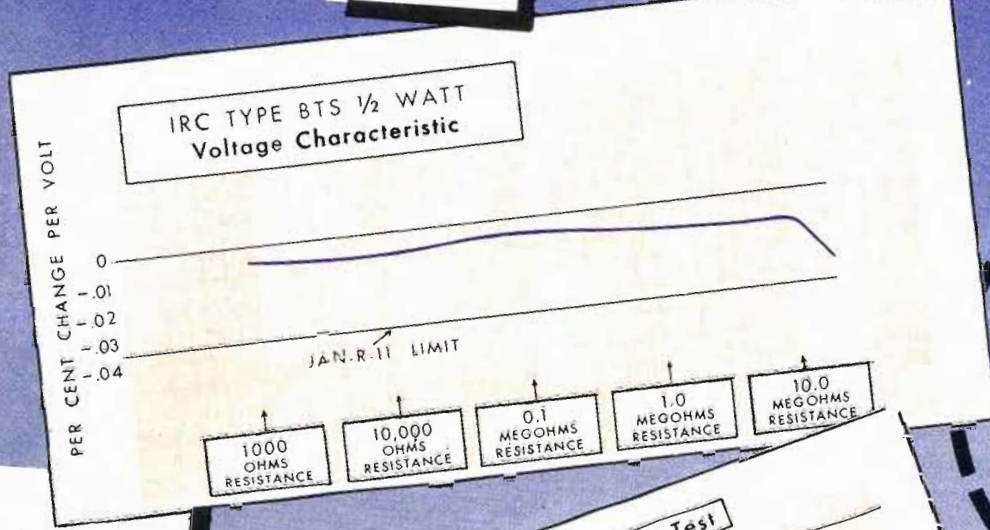 IRC TYPE BTS ½ WATT
Voltage Characteristic
PER CENT CHANGE PER VOLT
0
-.01
-.02
-.03
-.04
JAN-R-11 LIMIT
1000
OHMS
RESISTANCE
10,000
OHMS
RESISTANCE
0.1
MEGOHMS
RESISTANCE
1.0
MEGOHMS
RESISTANCE
10.0
MEGOHMS
RESISTANCE
Test